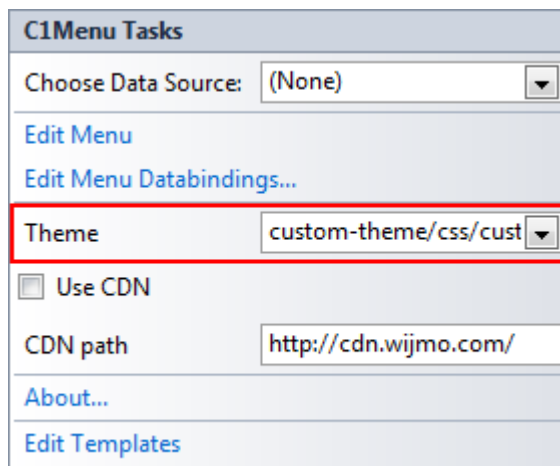 C1Menu Tasks
Choose Data Source: (None)
Edit Menu
Edit Menu Databindings...
Theme custom-theme/css/cust
Use CDN
CDN path http://cdn.wijmo.com/
About...
Edit Templates